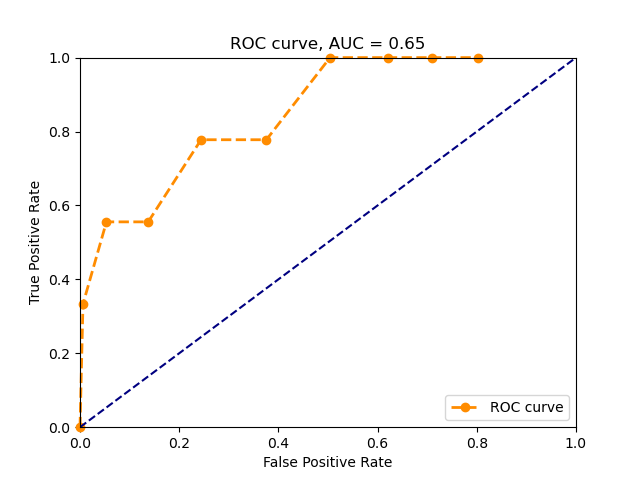 ROC curve, AUC = 0.65
1.0
0.8
0.6
0.4
0.2
0.0
True Positive Rate
ROC curve
0.0 0.2 0.4 0.6 0.8 1.0
False Positive Rate